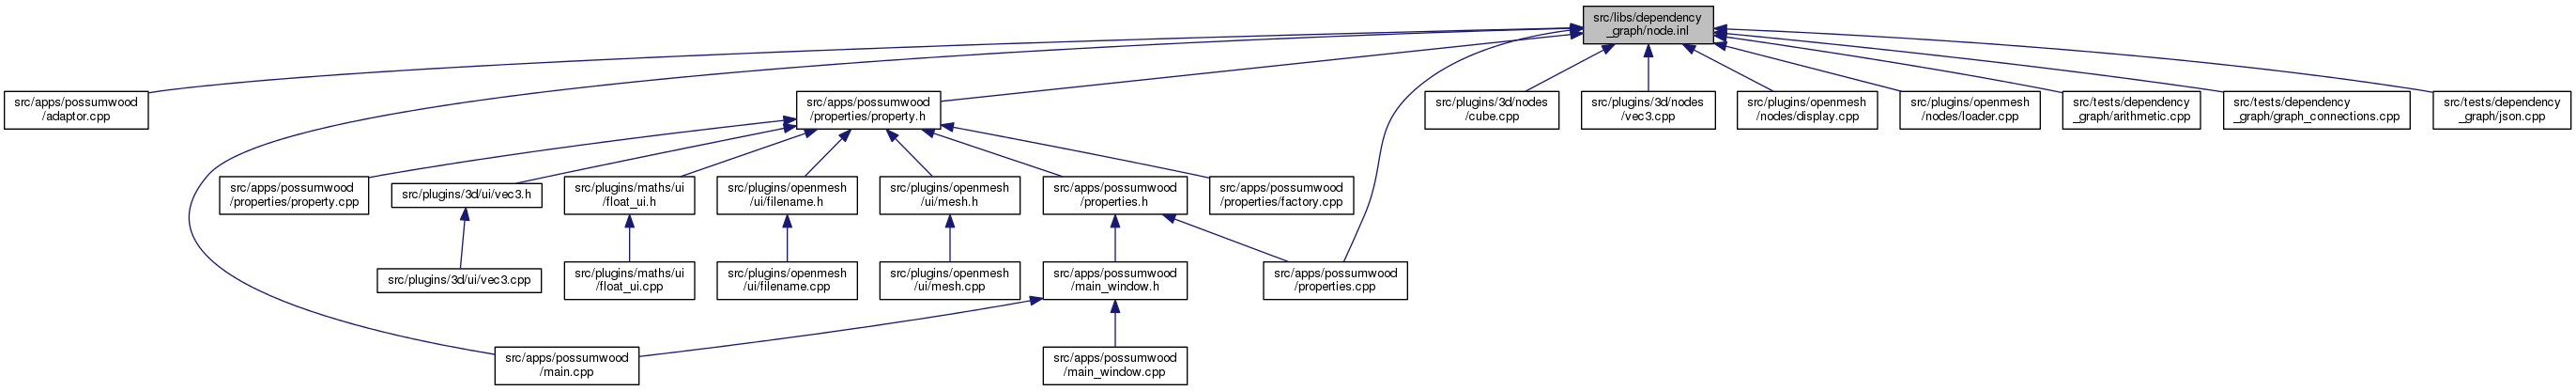 src/libs/dependency
_graph/node.inl
src/apps/possumwood
/adaptor.cpp
src/apps/possumwood
/properties/property.h
src/plugins/3d/nodes
/cube.cpp
src/plugins/3d/nodes
/vec3.cpp
src/plugins/openmesh
/nodes/display.cpp
src/plugins/openmesh
/nodes/loader.cpp
src/tests/dependency
_graph/arithmetic.cpp
src/tests/dependency
_graph/graph_connections.cpp
src/tests/dependency
_graph/json.cpp
src/apps/possumwood
/properties/property.cpp
src/plugins/3d/ui/vec3.h
src/plugins/maths/ui
/float_ui.h
src/plugins/openmesh
/ui/filename.h
src/plugins/openmesh
/ui/mesh.h
src/apps/possumwood
/properties.h
src/apps/possumwood
/properties/factory.cpp
src/plugins/3d/ui/vec3.cpp
src/plugins/maths/ui
/float_ui.cpp
src/plugins/openmesh
/ui/filename.cpp
src/plugins/openmesh
/ui/mesh.cpp
src/apps/possumwood
/main_window.h
src/apps/possumwood
/properties.cpp
src/apps/possumwood
/main.cpp
src/apps/possumwood
/main_window.cpp